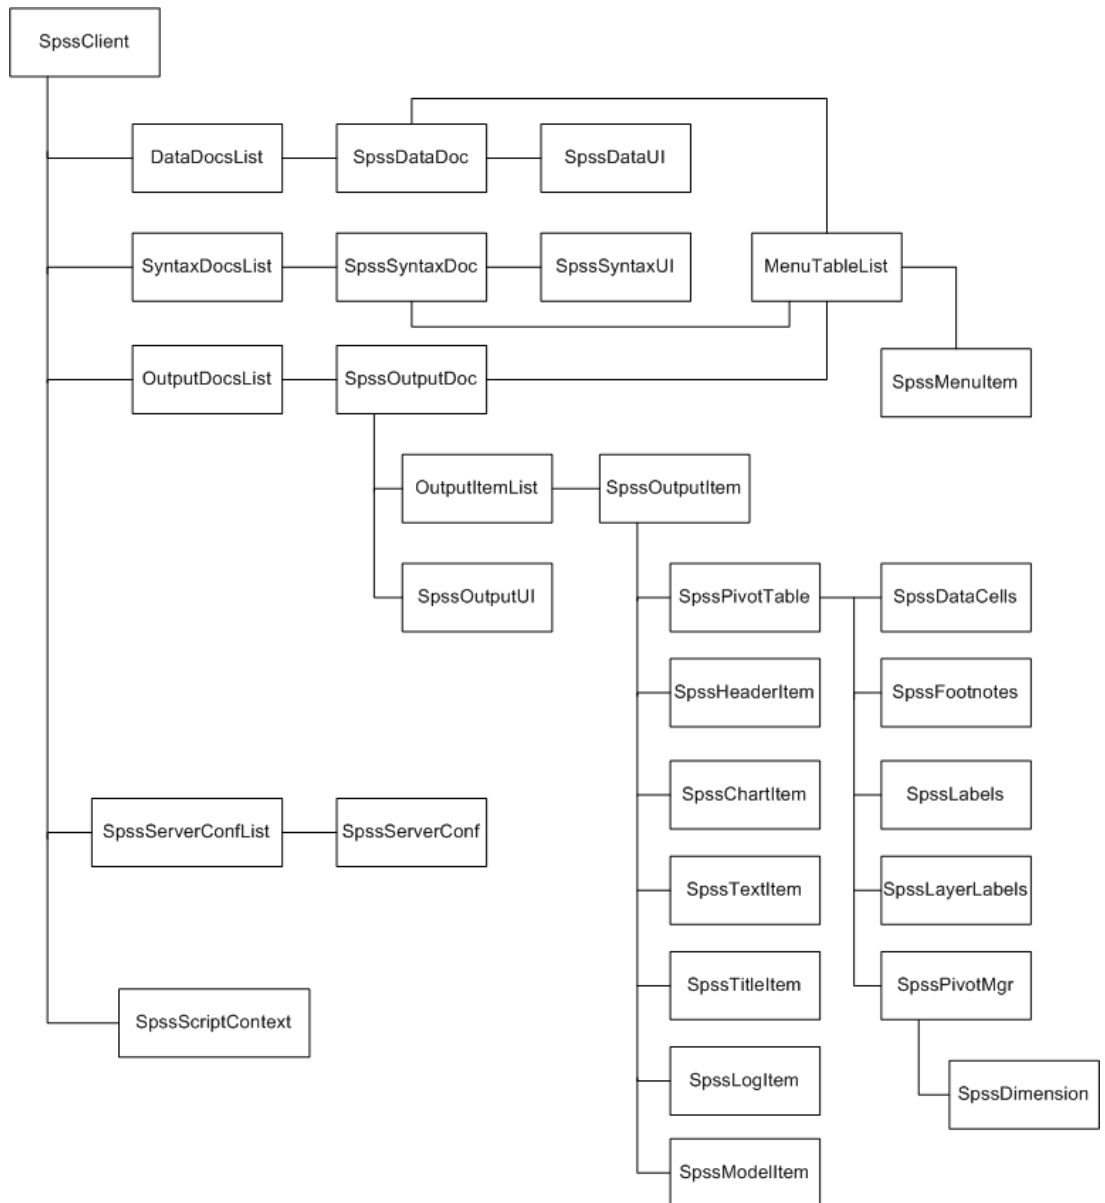 SpssClient
DataDocsList
SpssDataDoc
SpssDataUI
SyntaxDocsList
SpssSyntaxDoc
SpssSyntaxUI
MenuTableList
OutputDocsList
SpssOutputDoc
SpssMenuItem
OutputItemList
SpssOutputItem
SpssOutputUI
SpssPivotTable
SpssDataCells
SpssHeaderItem
SpssFootnotes
SpssChartItem
SpssLabels
SpssServerConfList
SpssServerConf
SpssTextItem
SpssLayerLabels
SpssTitleItem
SpssPivotMgr
SpssScriptContext
SpssLogItem
SpssDimension
SpssModelItem